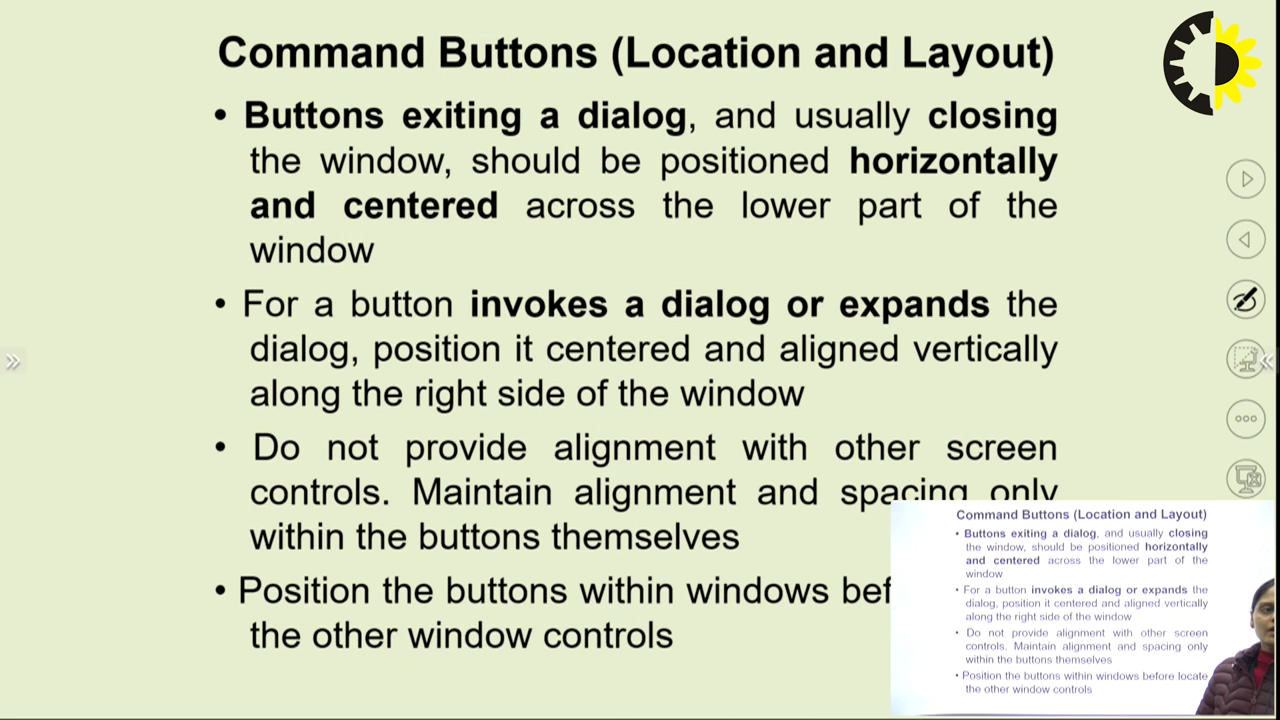 Command Buttons (Location and Layout)
• Buttons exiting a dialog, and usually closing
the window, should be positioned horizontally
and centered across the lower part of the
window
• For a button invokes a dialog or expands the
dialog, position it centered and aligned vertically
along the right side of the window
• Do not provide alignment with other screen
controls. Maintain alignment and spacing only
within the buttons themselves
• Position the buttons within windows bef
the other window controls
Command Buttons (Location and Layout)
• Buttons exiting a dialog, and usually closing
the window, should be positioned horizontally
and centered across the lower part of the
window
• For a button invokes a dialog or expands the
dialog, position it centered and aligned vertically
along the right side of the window
• Do not provide alignment with other screen
controls. Maintain alignment and spacing only
within the buttons themselves
• Position the buttons within windows before locate
the other window controls